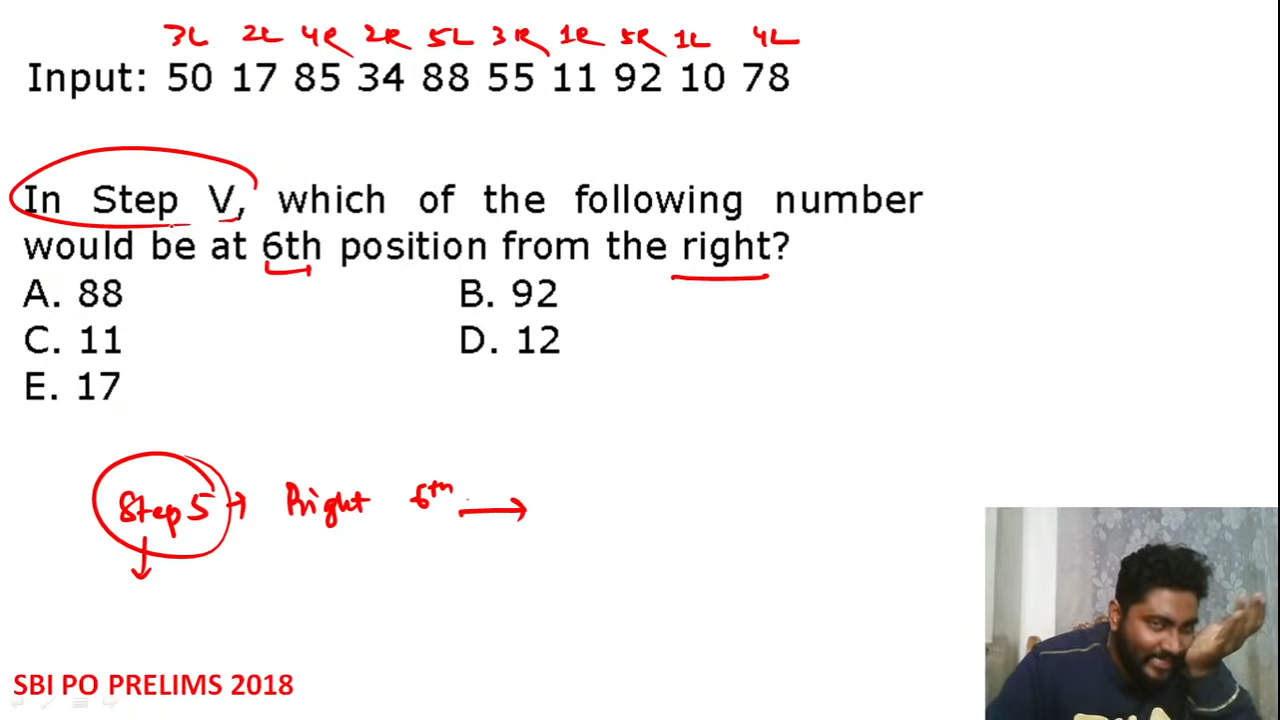 3L 2L 4R 2R 5L 3R 1R 5R 1L 4L
Input: 50 17 85 34 88 55 11 92 10 78
In Step V, which of the following number
would be at 6th position from the right?
A. 88 B. 92
C. 11 D. 12
E. 17
Step 5 → Right 6th →
SBI PO PRELIMS 2018